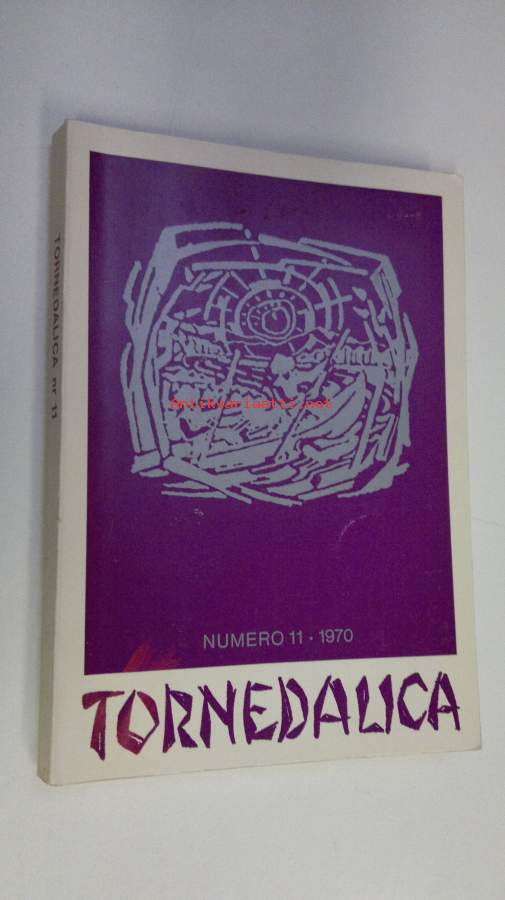 TORNEDALICA nr 11
Antikvariaatti.net
NUMERO 11 • 1970
TORNEDALICA